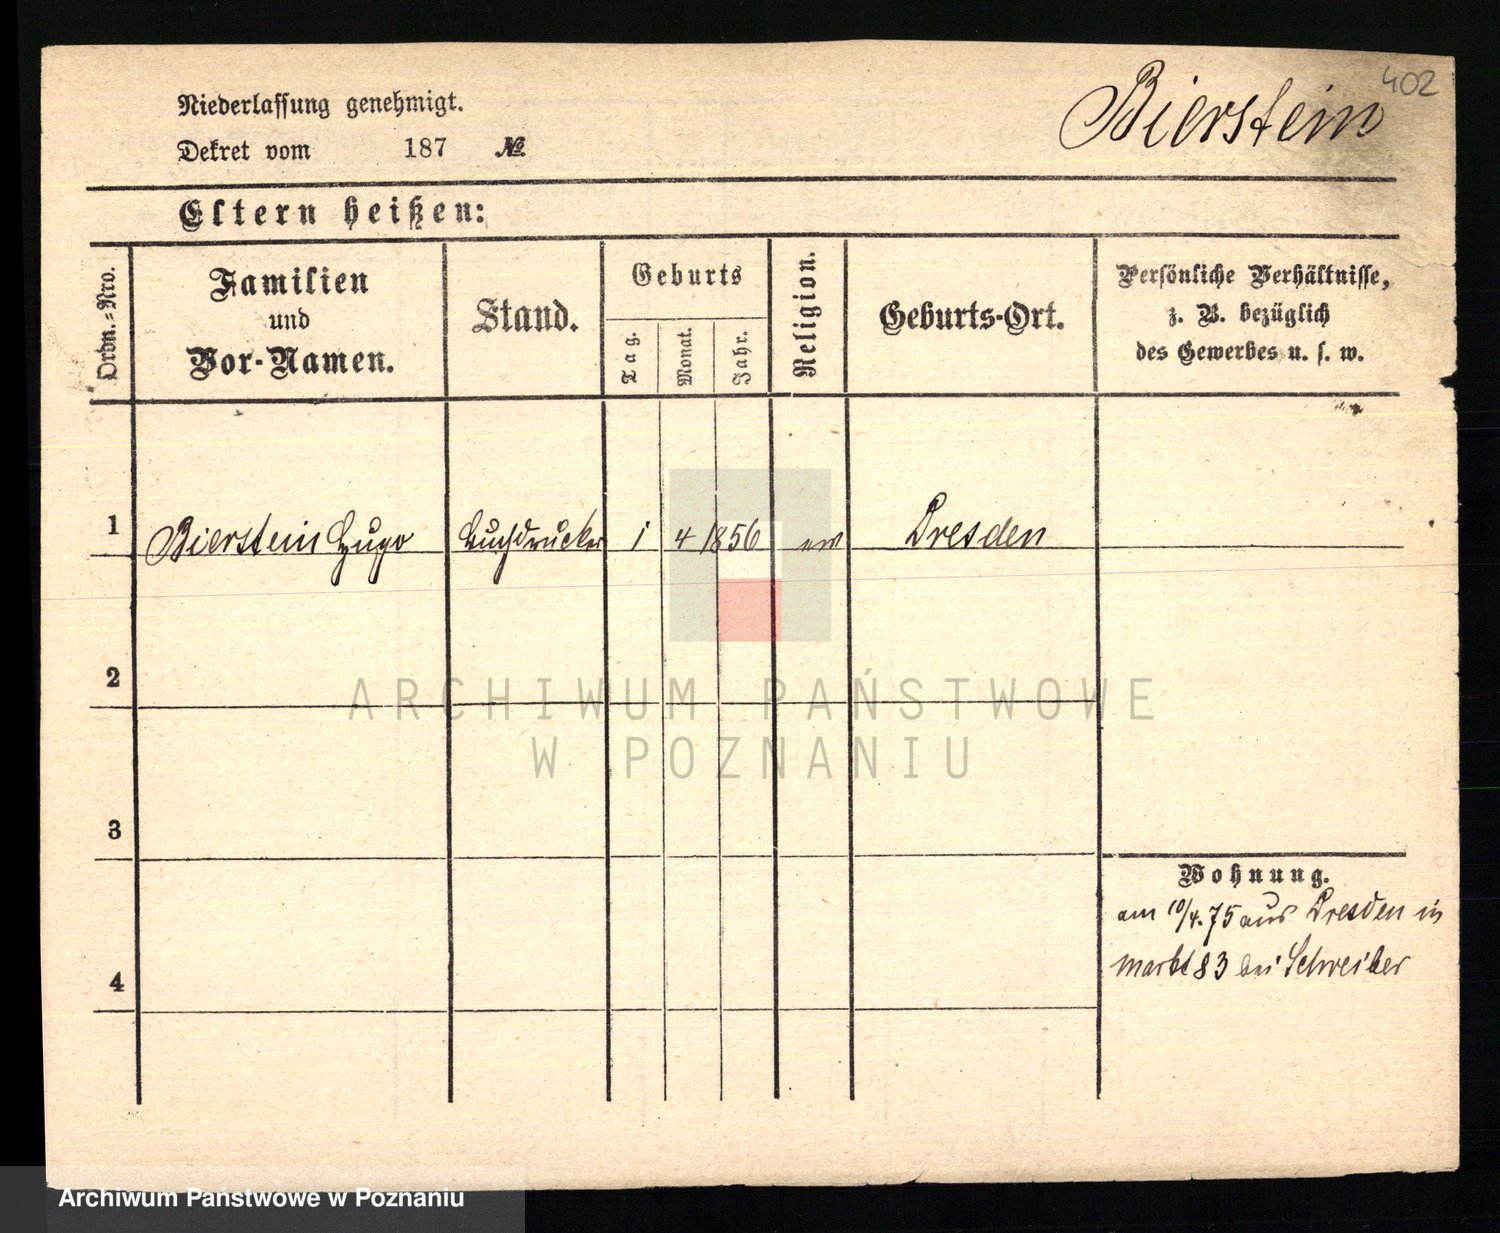 402
Bierstein
Niederlassung genehmigt.
Dekret vom 187 №
Eltern heißen:
Ordn.-Nro.
Familien
und
Vor-Namen.
Stand.
Geburts
Tag.
Monat.
Jahr.
Religion.
Geburts-Ort.
Persönliche Verhältnisse,
z. B. bezüglich
des Gewerbes u. s. w.
1 Bierstein Hugo Buchdrucker 1 4 1856 ev Dresden
2
ARCHIWUM PAŃSTWOWE
W POZNANIU
3
Wohnung.
am 10/4.75 aus Dresden in
markt 83 bei Schreiber
4
Archiwum Państwowe w Poznaniu